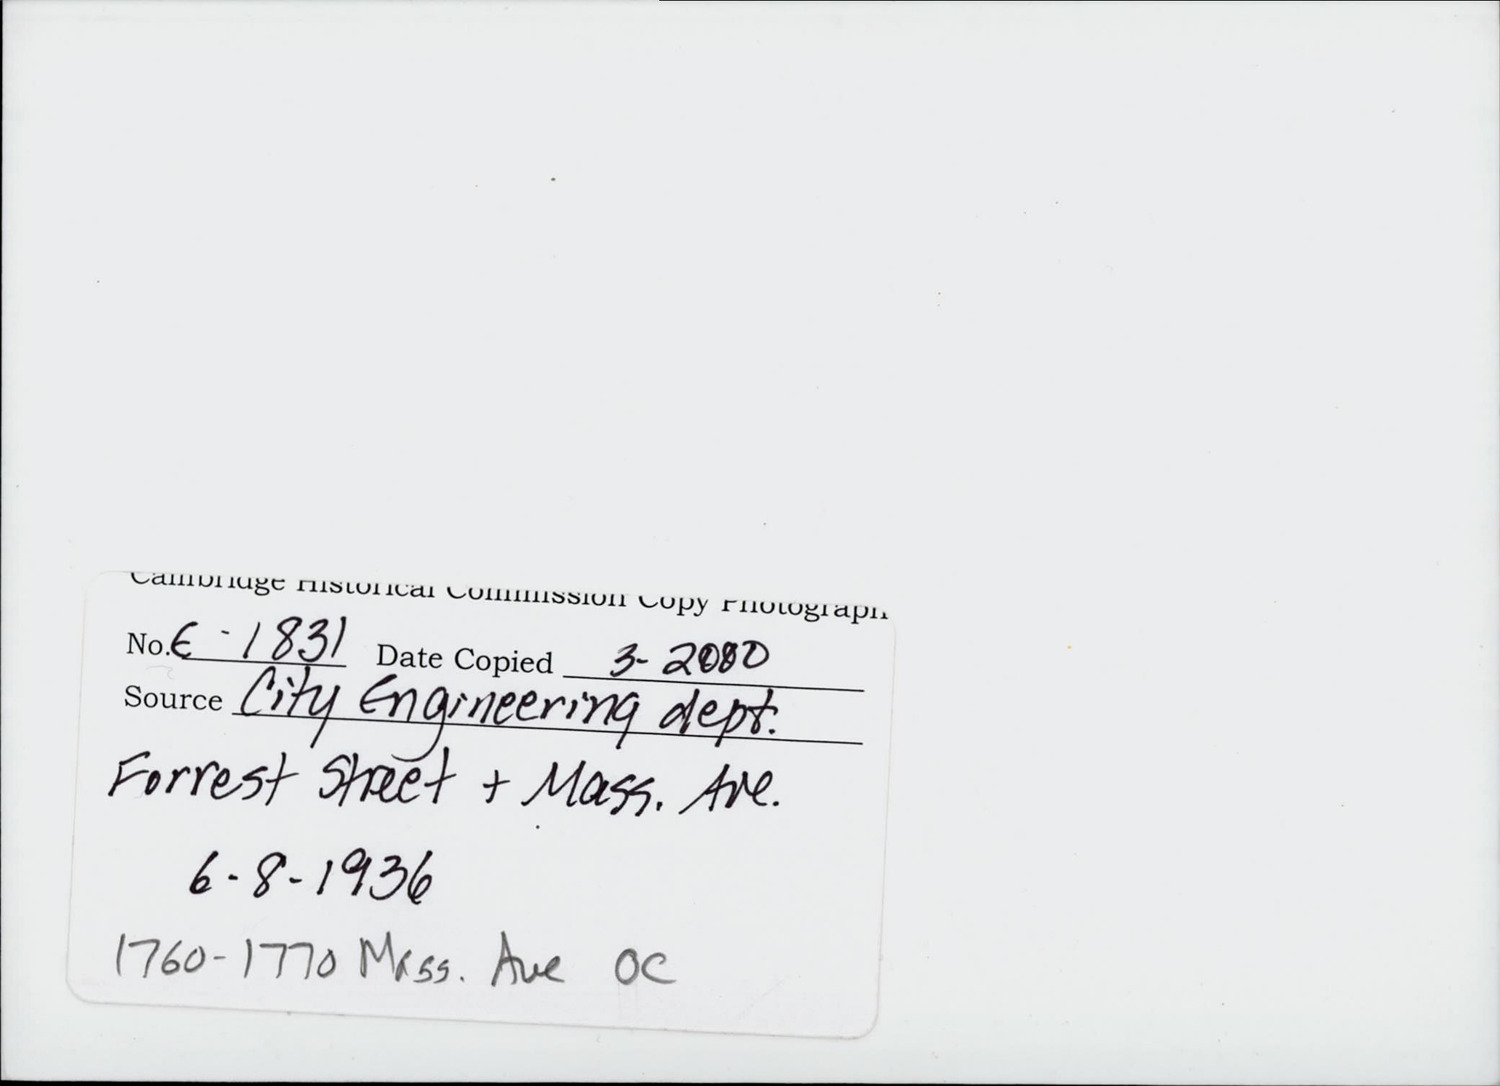 Cambridge Historical Commission Copy Photograph
No. E-1831 Date Copied 3-2000
Source City Engineering dept.
Forrest Street + Mass. Ave.
6-8-1936
1760-1770 Mass. Ave OC